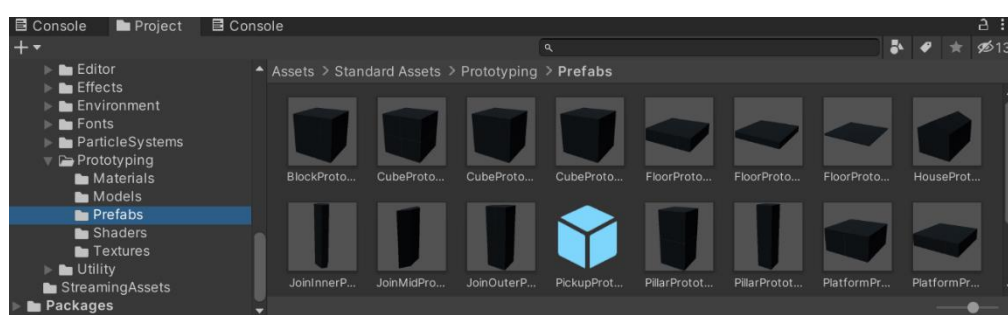 Console Project Console
13
Editor
Effects
Environment
Fonts
ParticleSystems
Prototyping
Materials
Models
Prefabs
Shaders
Textures
Utility
StreamingAssets
Packages
Assets > Standard Assets > Prototyping > Prefabs
BlockProto... CubeProto... CubeProto... CubeProto... FloorProto... FloorProto... FloorProto... HouseProt...
JoinInnerP... JoinMidPro... JoinOuterP... PickupProt... PillarProtot... PillarProtot... PlatformPr... PlatformPr...